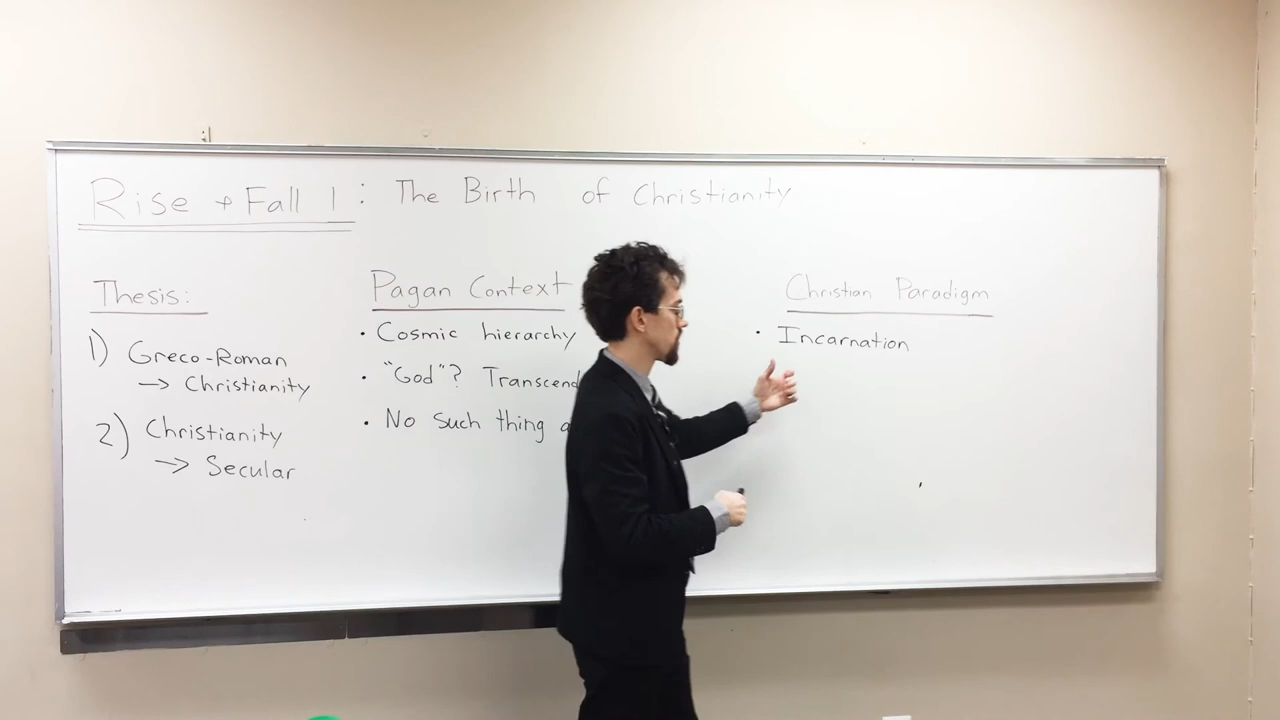 Rise + Fall 1: The Birth of Christianity
Thesis:
1) Greco-Roman
→ Christianity
2) Christianity
→ Secular
Pagan Context
• Cosmic hierarchy
• "God"? Transcend
• No such thing
Christian Paradigm
• Incarnation